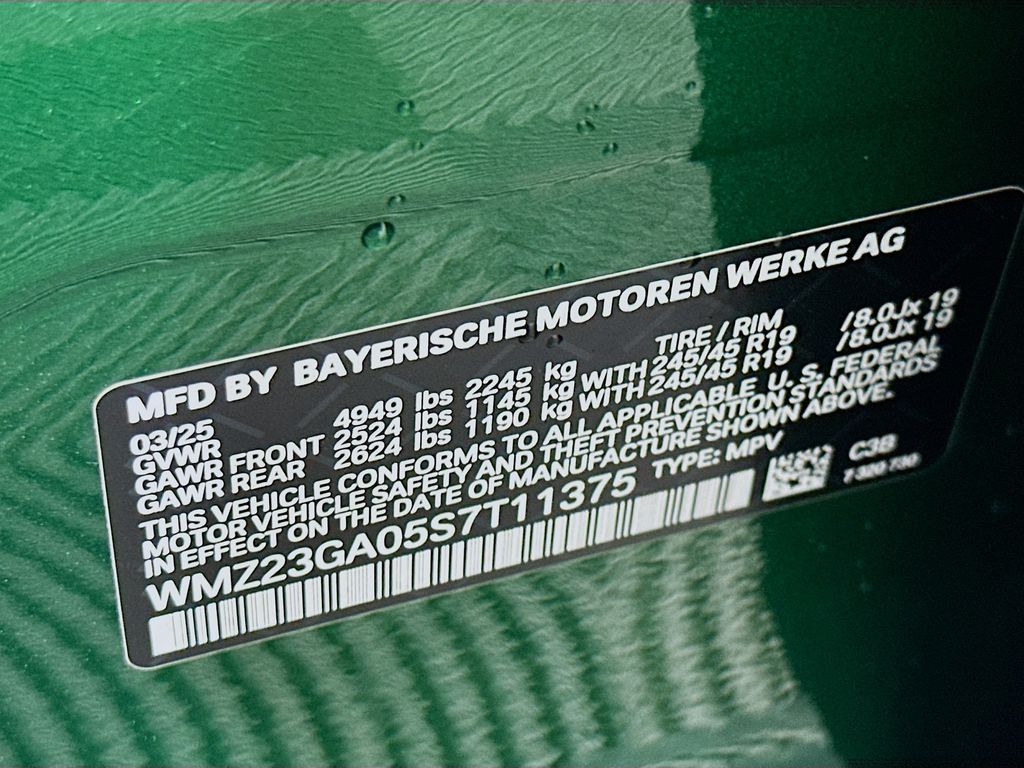 MFD BY BAYERISCHE MOTOREN WERKE AG
03/25 TIRE / RIM
GVWR 4949 lbs 2245 kg
GAWR FRONT 2524 lbs 1145 kg WITH 245/45 R19 /8.0Jx 19
GAWR REAR 2624 lbs 1190 kg WITH 245/45 R19 /8.0Jx 19
THIS VEHICLE CONFORMS TO ALL APPLICABLE U. S. FEDERAL
MOTOR VEHICLE SAFETY AND THEFT PREVENTION STANDARDS
IN EFFECT ON THE DATE OF MANUFACTURE SHOWN ABOVE.
WMZ23GA05S7T11375 TYPE: MPV
C3B